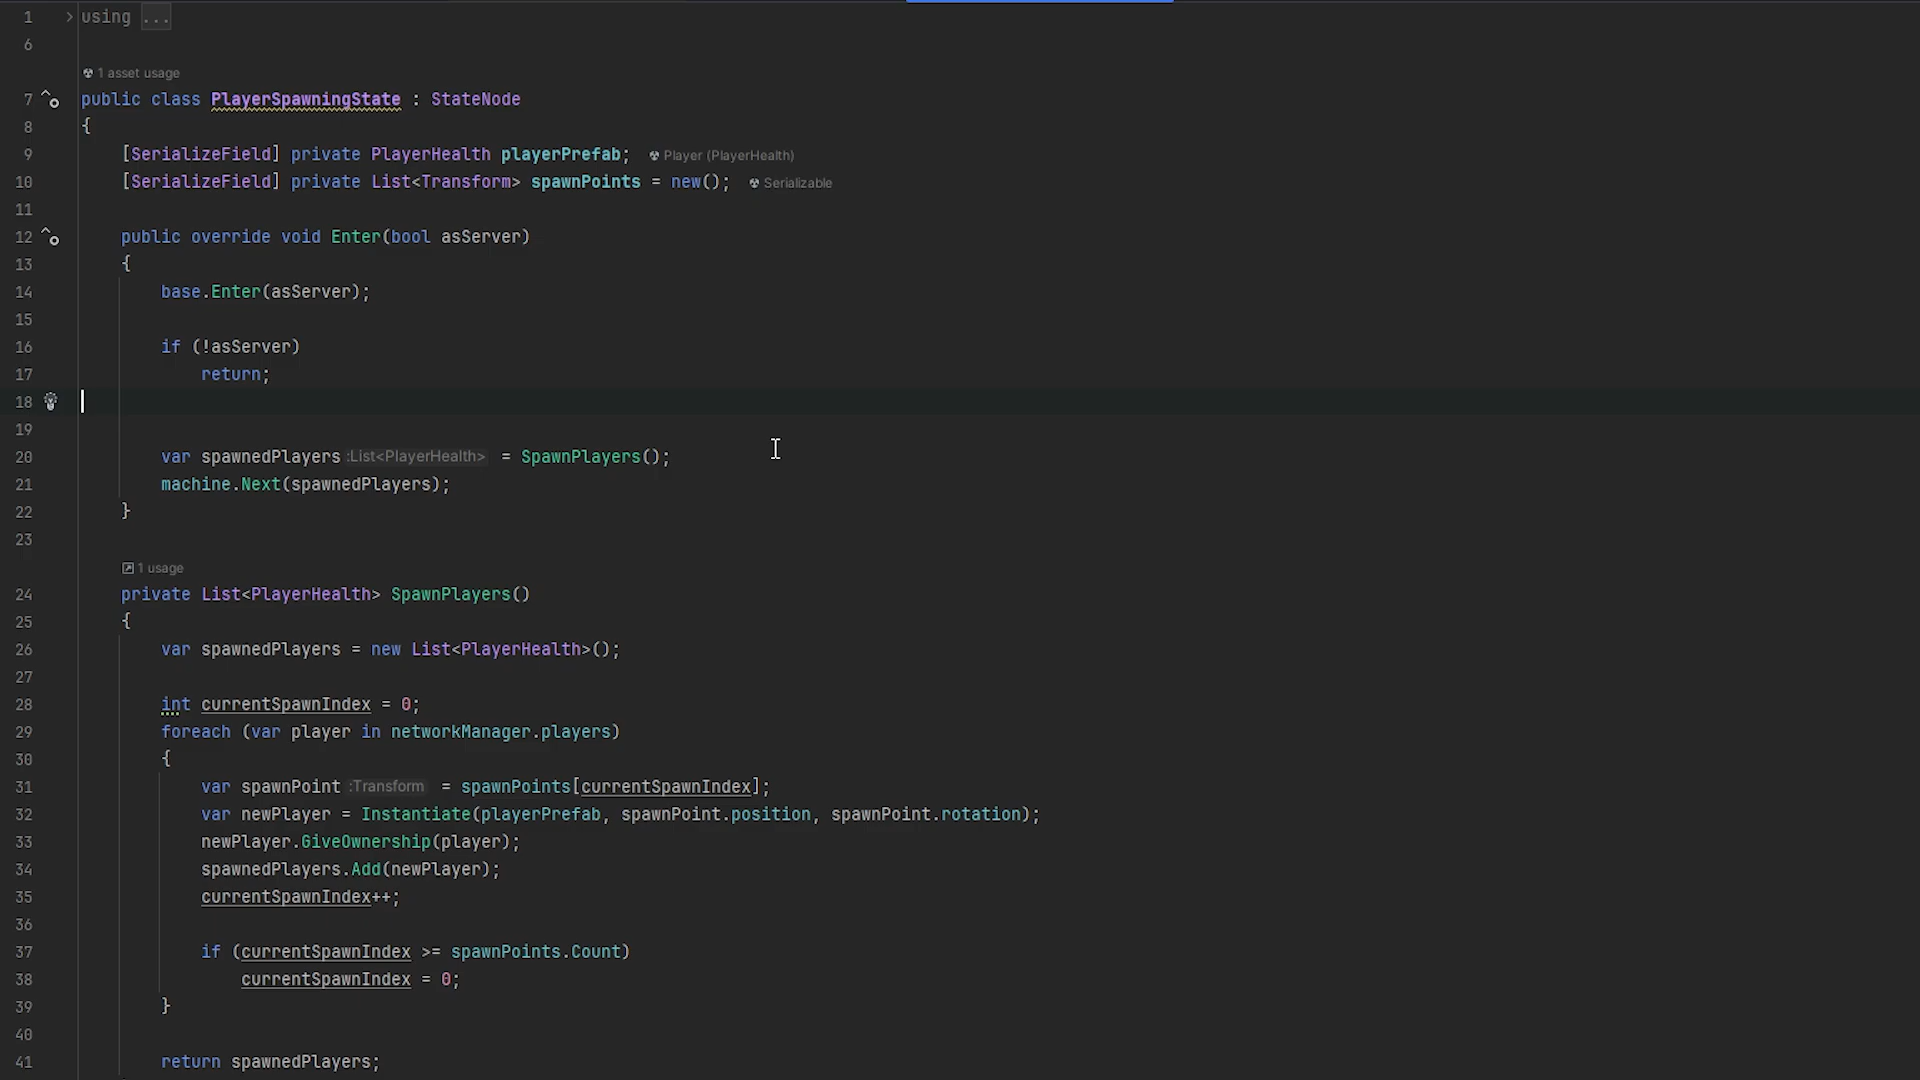 1 using ...
6
1 asset usage
7 public class PlayerSpawningState : StateNode
8 {
9 [SerializeField] private PlayerHealth playerPrefab; Player (PlayerHealth)
10 [SerializeField] private List<Transform> spawnPoints = new(); Serializable
11
12 public override void Enter(bool asServer)
13 {
14 base.Enter(asServer);
15
16 if (!asServer)
17 return;
18
19
20 var spawnedPlayers :List<PlayerHealth> = SpawnPlayers();
21 machine.Next(spawnedPlayers);
22 }
23
1 usage
24 private List<PlayerHealth> SpawnPlayers()
25 {
26 var spawnedPlayers = new List<PlayerHealth>();
27
28 int currentSpawnIndex = 0;
29 foreach (var player in networkManager.players)
30 {
31 var spawnPoint :Transform = spawnPoints[currentSpawnIndex];
32 var newPlayer = Instantiate(playerPrefab, spawnPoint.position, spawnPoint.rotation);
33 newPlayer.GiveOwnership(player);
34 spawnedPlayers.Add(newPlayer);
35 currentSpawnIndex++;
36
37 if (currentSpawnIndex >= spawnPoints.Count)
38 currentSpawnIndex = 0;
39 }
40
41 return spawnedPlayers;